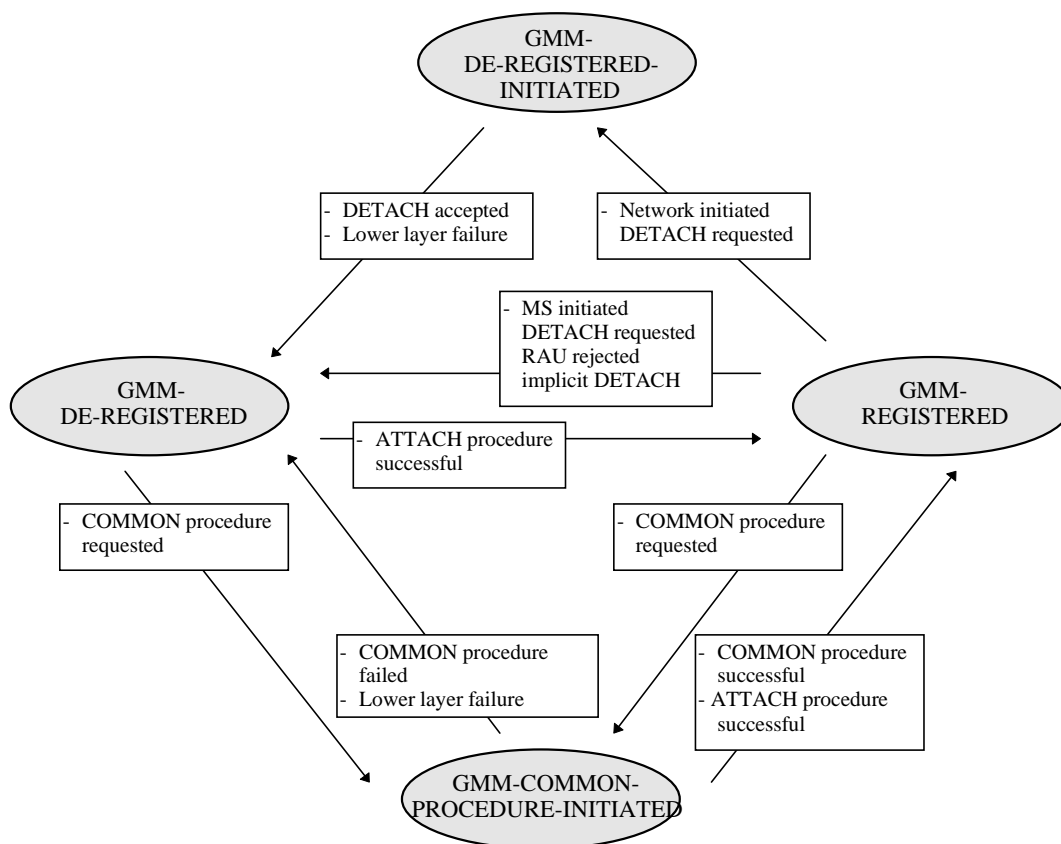 GMM-
DE-REGISTERED-
INITIATED
- DETACH accepted
- Lower layer failure
- Network initiated
DETACH requested
- MS initiated
DETACH requested
RAU rejected
implicit DETACH
GMM-
DE-REGISTERED
GMM-
REGISTERED
- ATTACH procedure
successful
- COMMON procedure
requested
- COMMON procedure
requested
- COMMON procedure
failed
- Lower layer failure
- COMMON procedure
successful
- ATTACH procedure
successful
GMM-COMMON-
PROCEDURE-INITIATED